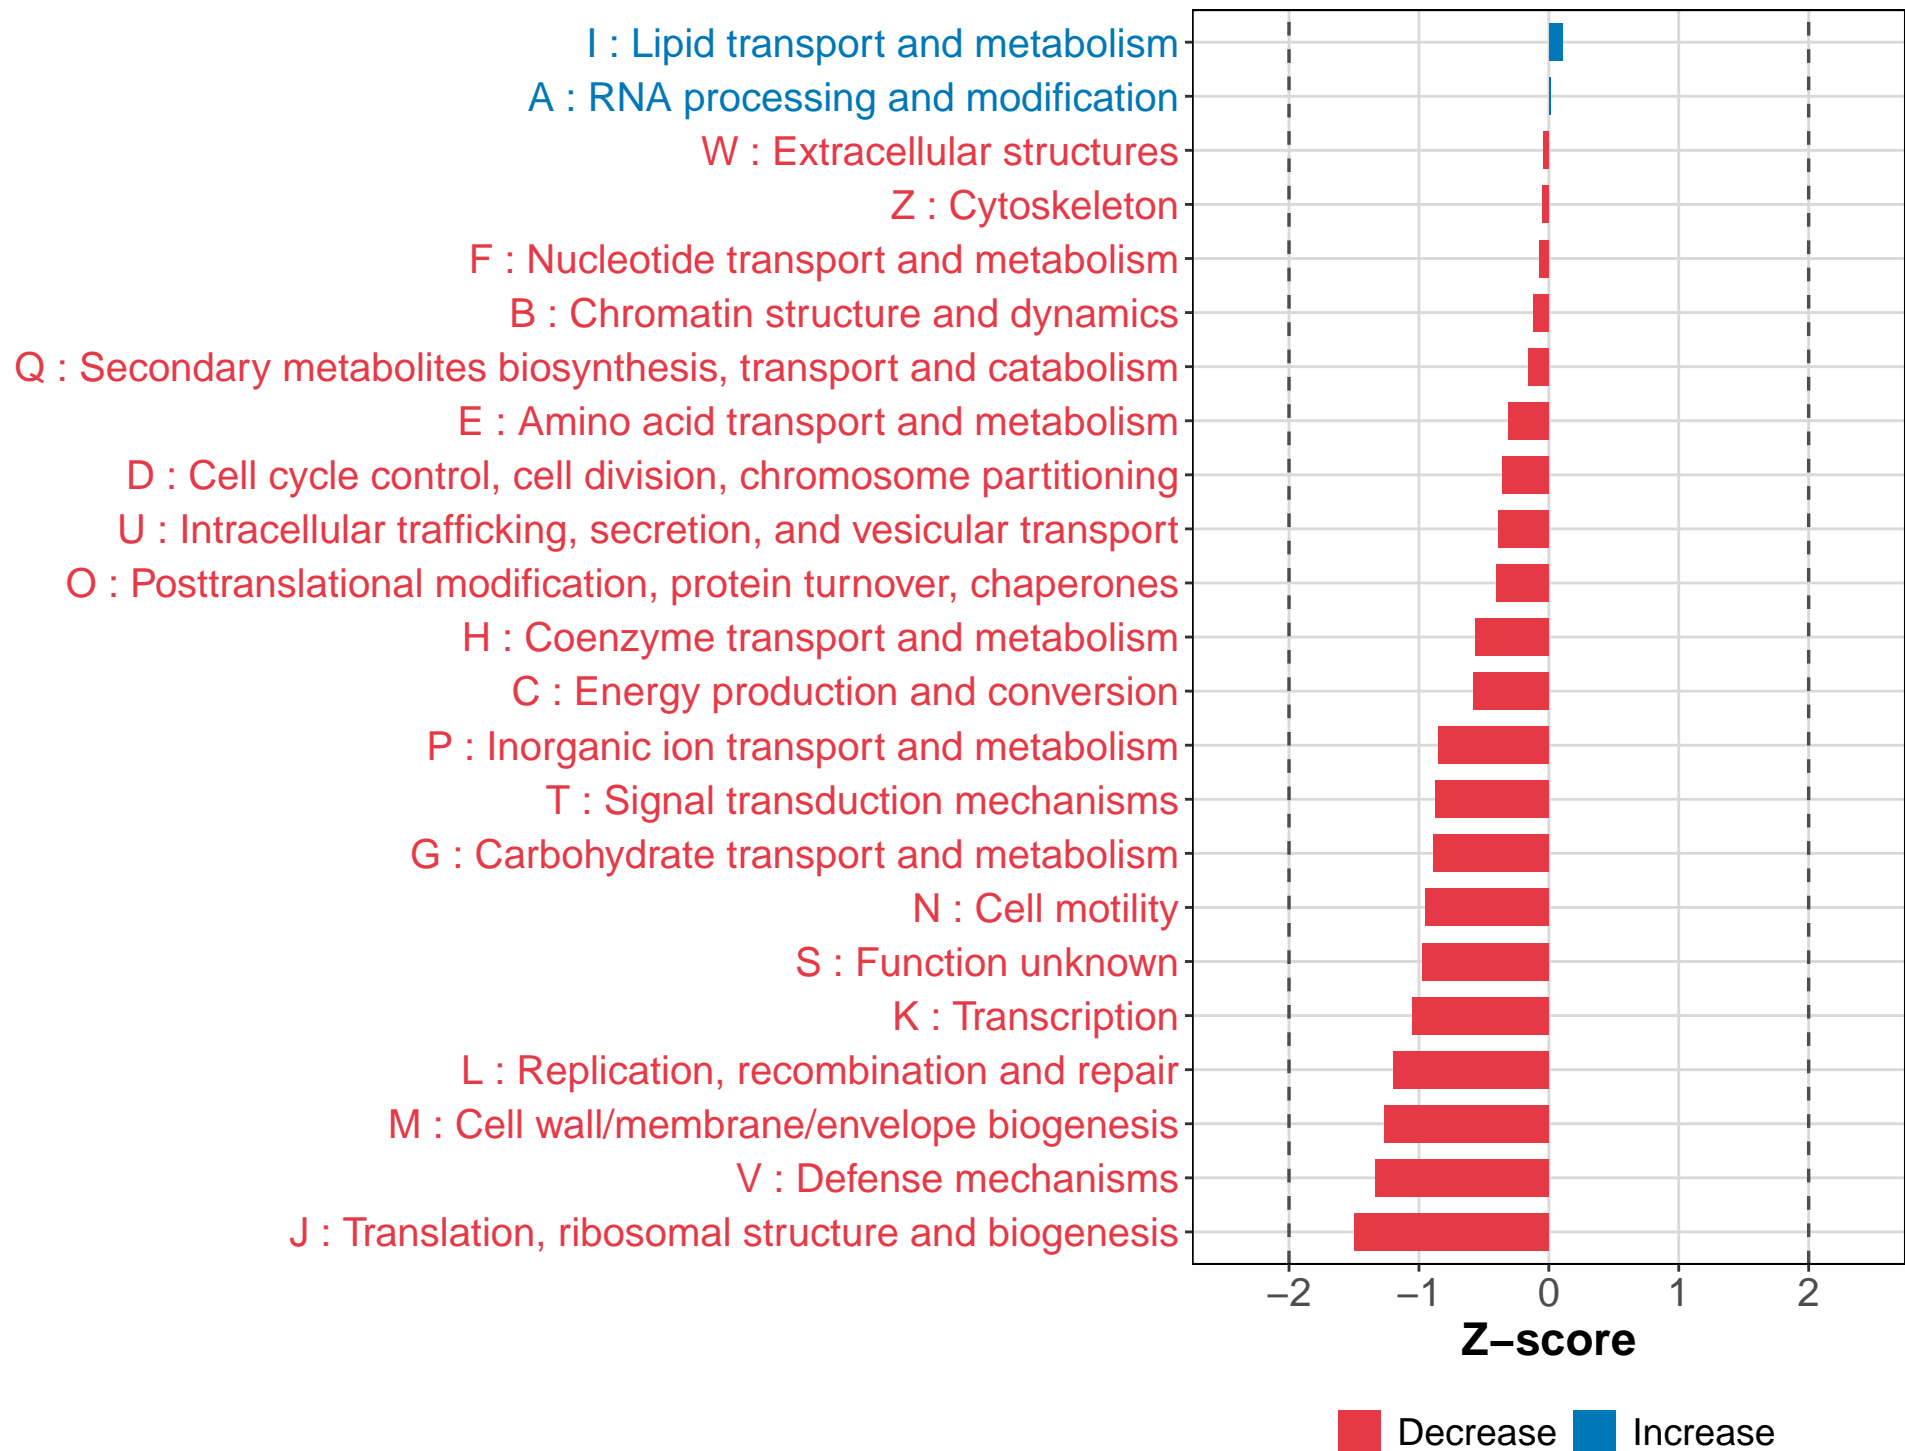 I : Lipid transport and metabolism
A : RNA processing and modification
W : Extracellular structures
Z : Cytoskeleton
F : Nucleotide transport and metabolism
B : Chromatin structure and dynamics
Q : Secondary metabolites biosynthesis, transport and catabolism
E : Amino acid transport and metabolism
D : Cell cycle control, cell division, chromosome partitioning
U : Intracellular trafficking, secretion, and vesicular transport
O : Posttranslational modification, protein turnover, chaperones
H : Coenzyme transport and metabolism
C : Energy production and conversion
P : Inorganic ion transport and metabolism
T : Signal transduction mechanisms
G : Carbohydrate transport and metabolism
N : Cell motility
S : Function unknown
K : Transcription
L : Replication, recombination and repair
M : Cell wall/membrane/envelope biogenesis
V : Defense mechanisms
J : Translation, ribosomal structure and biogenesis
−2 −1 0 1 2
Z−score
Decrease Increase